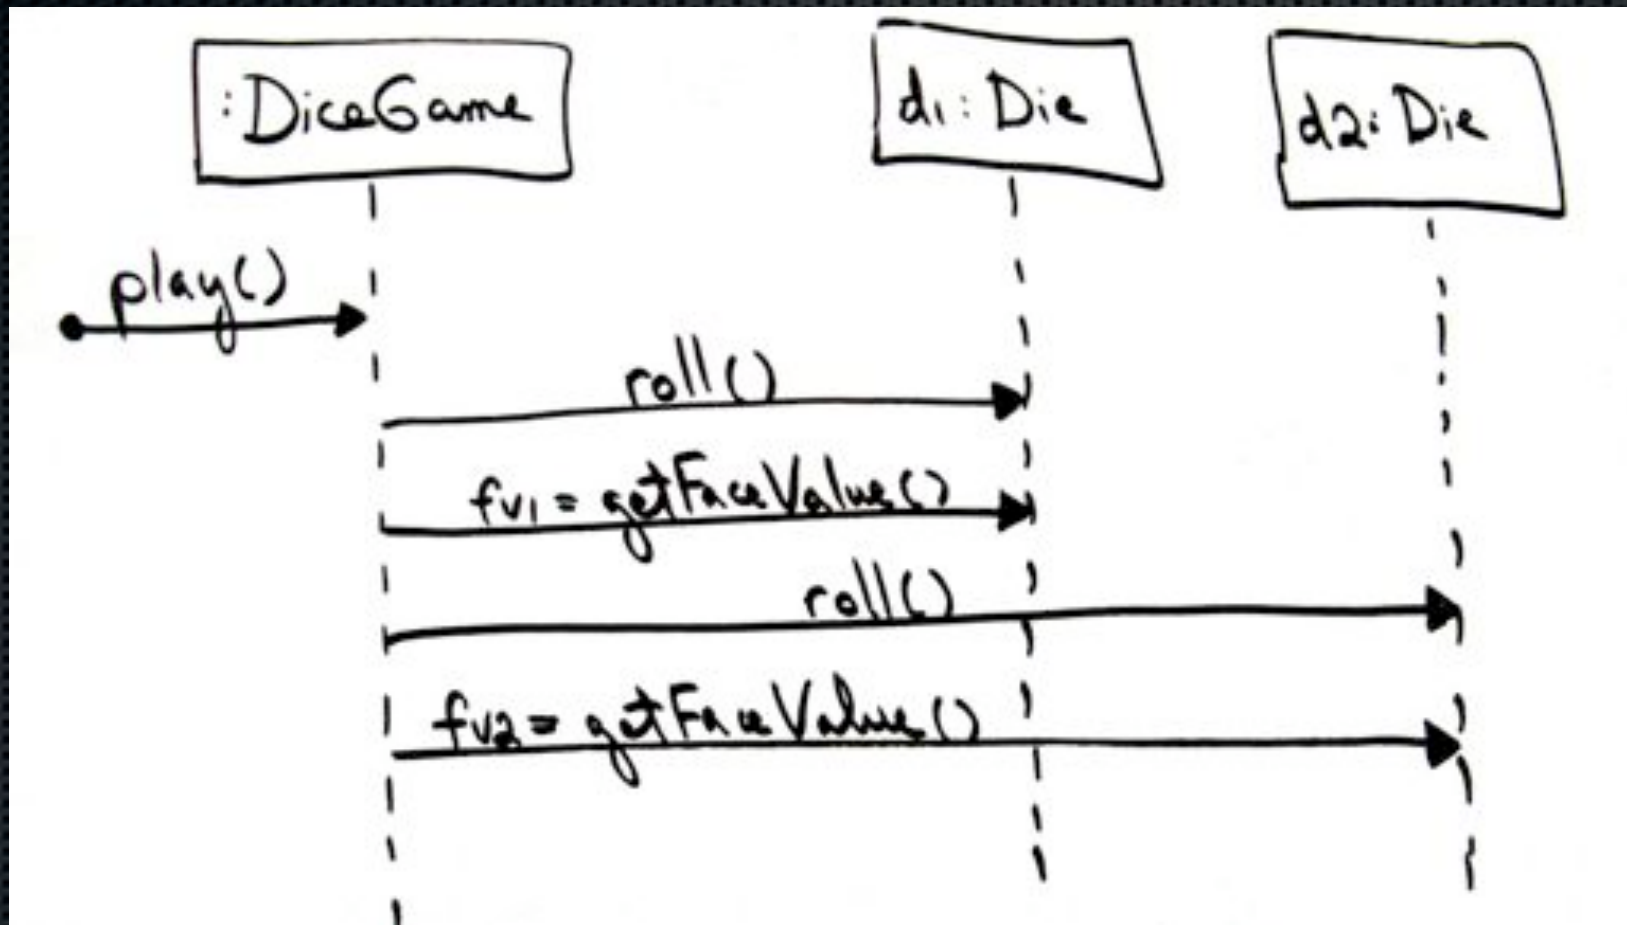 :DiceGame
d1: Die
d2: Die
play()
roll()
fv1 = getFaceValue()
roll()
fv2 = getFaceValue()